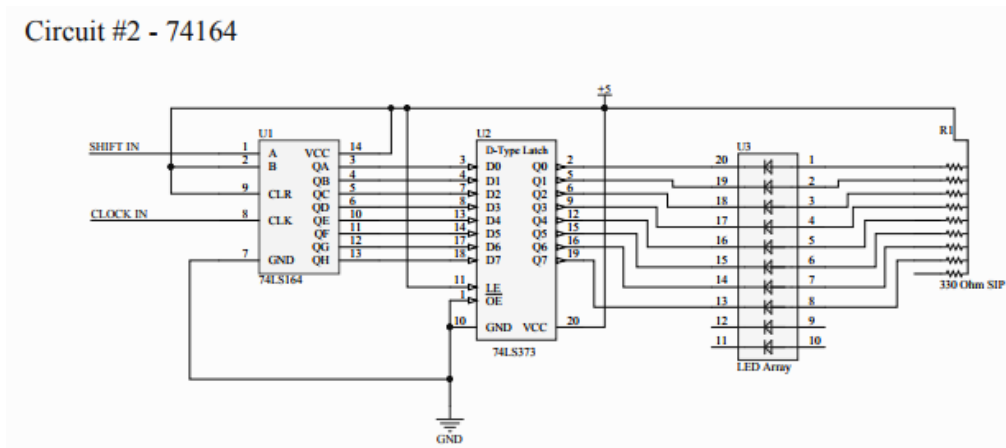 Circuit #2 - 74164
+5
R1
U1
SHIFT IN
CLOCK IN
1 A VCC 14
2 B QA 3
QB 4
9 CLR QC 5
QD 6
8 CLK QE 10
QF 11
QG 12
7 GND QH 13
74LS164
U2
D-Type Latch
3 D0 Q0 2
4 D1 Q1 5
7 D2 Q2 6
8 D3 Q3 9
13 D4 Q4 12
14 D5 Q5 15
17 D6 Q6 16
18 D7 Q7 19
11 LE
1 OE
10 GND VCC 20
74LS373
U3
20 1
19 2
18 3
17 4
16 5
15 6
14 7
13 8
12 9
11 10
LED Array
330 Ohm SIP
GND